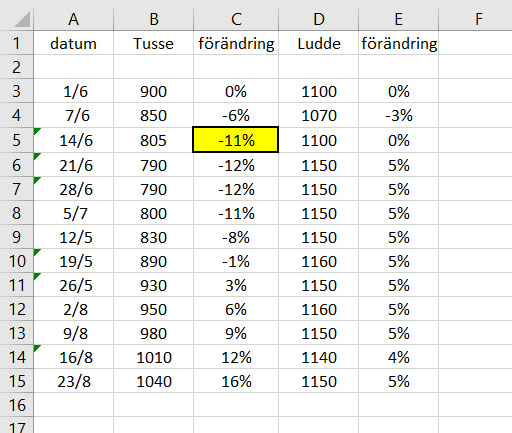 A B C D E F
1 datum Tusse förändring Ludde förändring
2
3 1/6 900 0% 1100 0%
4 7/6 850 -6% 1070 -3%
5 14/6 805 -11% 1100 0%
6 21/6 790 -12% 1150 5%
7 28/6 790 -12% 1150 5%
8 5/7 800 -11% 1150 5%
9 12/5 830 -8% 1150 5%
10 19/5 890 -1% 1160 5%
11 26/5 930 3% 1150 5%
12 2/8 950 6% 1160 5%
13 9/8 980 9% 1150 5%
14 16/8 1010 12% 1140 4%
15 23/8 1040 16% 1150 5%
16
17